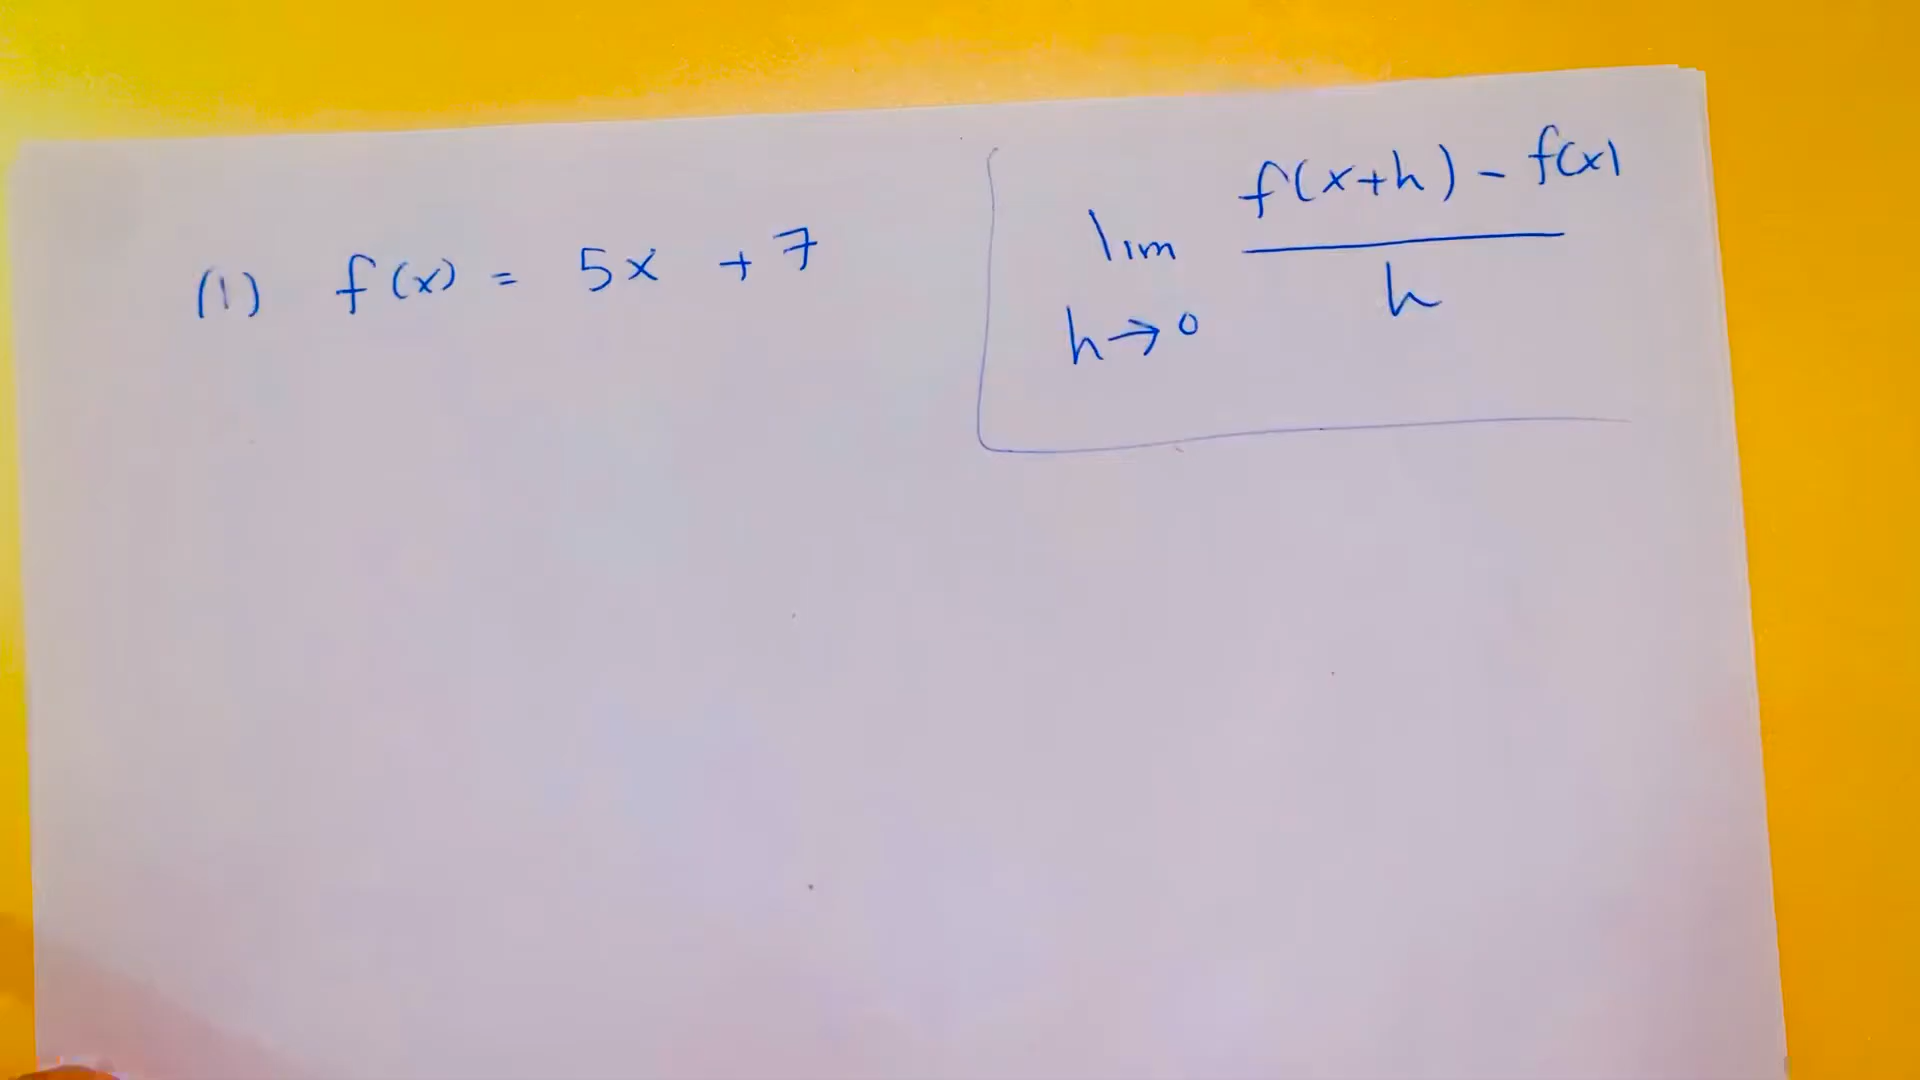 (1) f(x) = 5x + 7
lim f(x+h) - f(x)
h→0 h